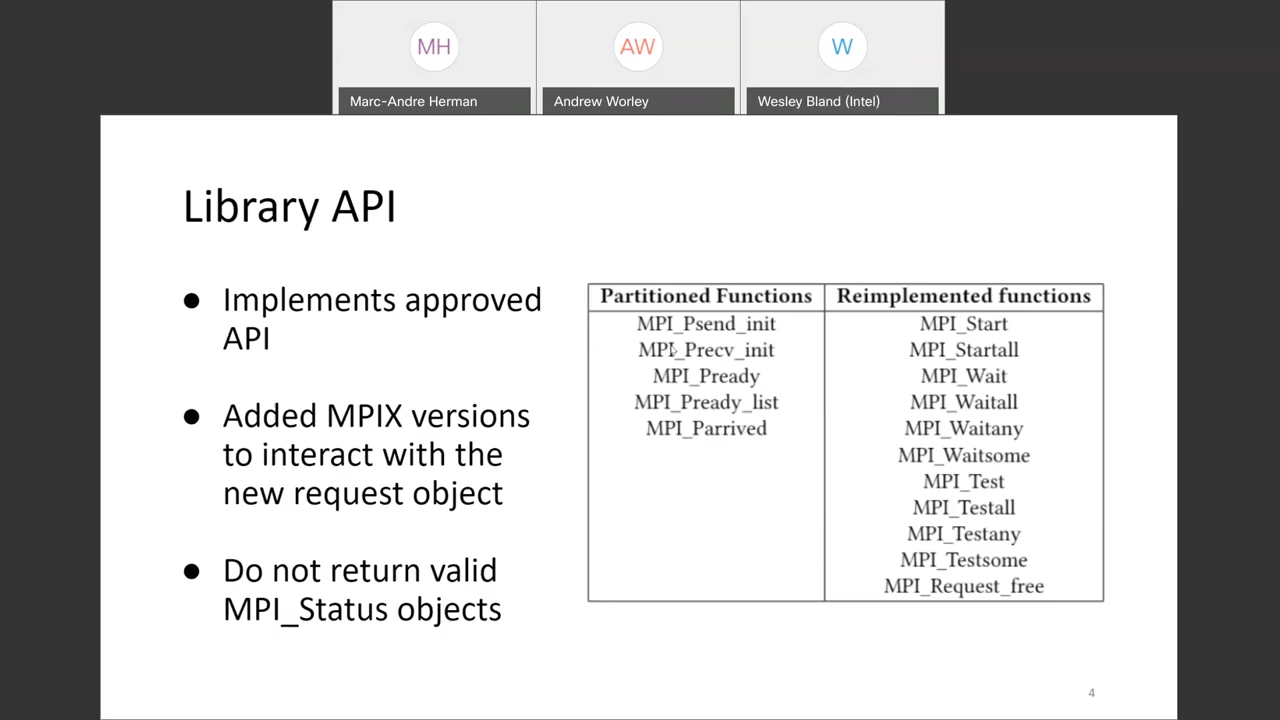 MH
AW
W
Marc-Andre Herman
Andrew Worley
Wesley Bland (Intel)
Library API
● Implements approved
API
● Added MPIX versions
to interact with the
new request object
● Do not return valid
MPI_Status objects
Partitioned Functions
MPI_Psend_init
MPI_Precv_init
MPI_Pready
MPI_Pready_list
MPI_Parrived
Reimplemented functions
MPI_Start
MPI_Startall
MPI_Wait
MPI_Waitall
MPI_Waitany
MPI_Waitsome
MPI_Test
MPI_Testall
MPI_Testany
MPI_Testsome
MPI_Request_free
4